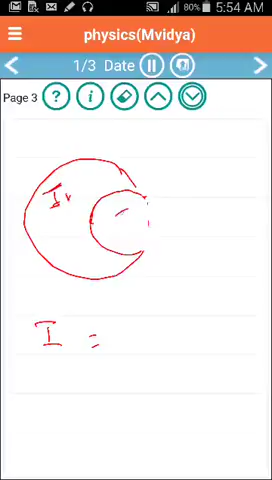 80% 5:54 AM
physics(Mvidya)
1/3 Date
Page 3 ? i
I =